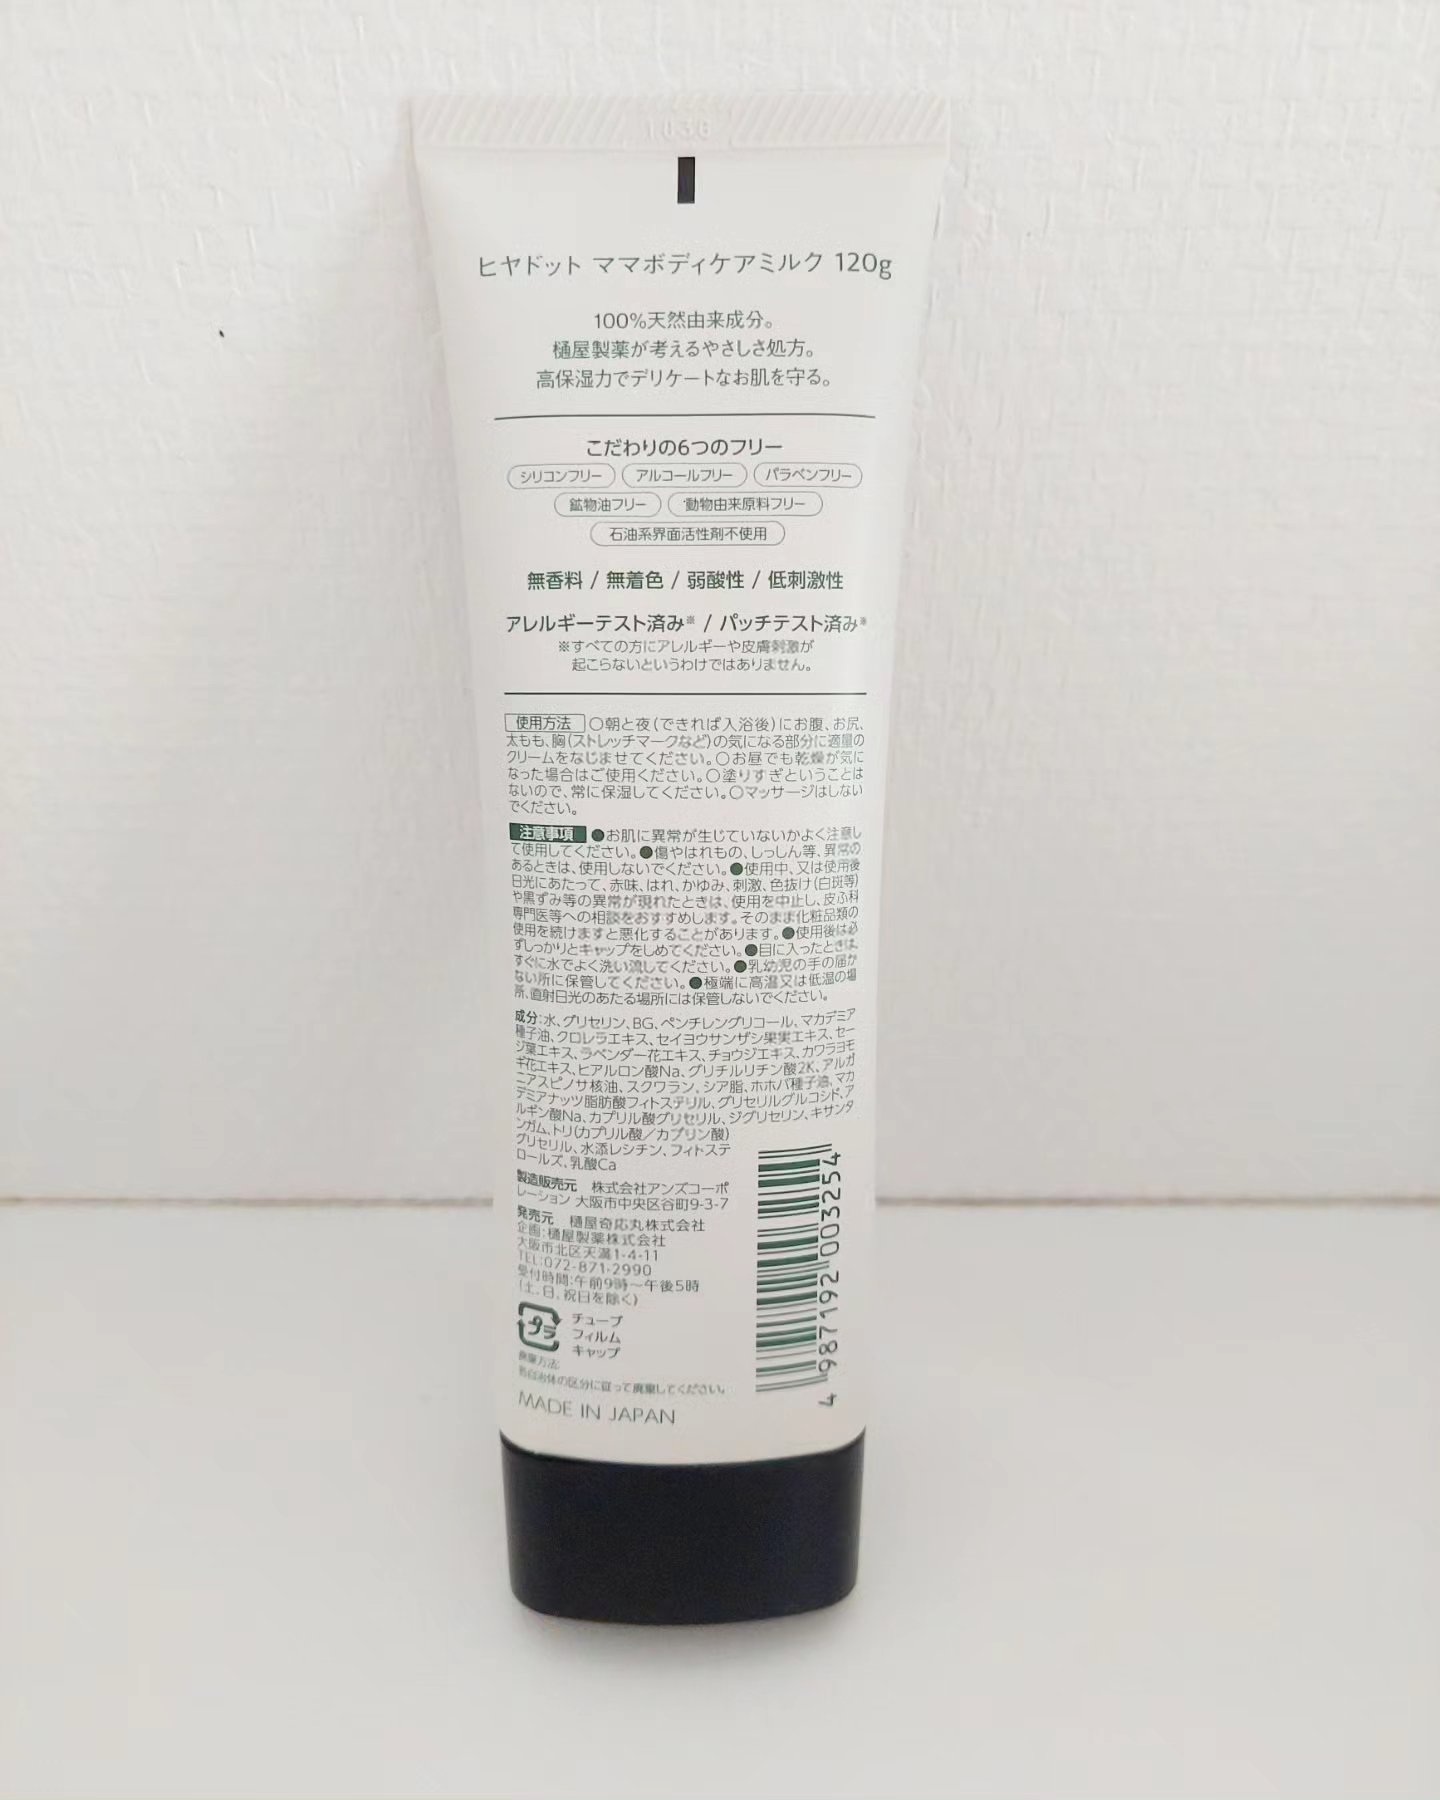 ヒヤドット ママボディケアミルク 120g
100%天然由来成分。
樋屋製薬が考えるやさしさ処方。
高保湿力でデリケートなお肌を守る。
こだわりの6つのフリー
シリコンフリー アルコールフリー パラベンフリー
鉱物油フリー 動物由来原料フリー
石油系界面活性剤不使用
無香料 / 無着色 / 弱酸性 / 低刺激性
アレルギーテスト済み※ / パッチテスト済み※
※すべての方にアレルギーや皮膚刺激が
起こらないというわけではありません。
使用方法 〇朝と夜(できれば入浴後)にお腹、お尻、
太もも、胸(ストレッチマークなど)の気になる部分に適量の
クリームをなじませてください。〇お昼でも乾燥が気に
なった場合はご使用ください。〇塗りすぎということは
ないので、常に保湿してください。〇マッサージはしない
でください。
注意事項 ●お肌に異常が生じていないかよく注意し
て使用してください。●傷やはれもの、しっしん等、異常の
あるときは、使用しないでください。●使用中、又は使用後
日光にあたって、赤味、はれ、かゆみ、刺激、色抜け(白斑等)
や黒ずみ等の異常が現れたときは、使用を中止し、皮ふ科
専門医等への相談をおすすめします。そのまま化粧品類の
使用を続けますと悪化することがあります。●使用後は必
ずしっかりとキャップをしめてください。●目に入ったときは、
すぐに水でよく洗い流してください。●乳幼児の手の届か
ない所に保管してください。●極端に高温又は低温の場
所、直射日光のあたる場所には保管しないでください。
成分:水、グリセリン、BG、ペンチレングリコール、マカデミア
種子油、クロレラエキス、セイヨウサンザシ果実エキス、セー
ジ葉エキス、ラベンダー花エキス、チョウジエキス、カワラヨモ
ギ花エキス、ヒアルロン酸Na、グリチルリチン酸2K、アルガ
ニアスピノサ核油、スクワラン、シア脂、ホホバ種子油、マカ
デミアナッツ脂肪酸フィトステリル、グリセリルグルコシド、ア
ルギン酸Na、カプリル酸グリセリル、ジグリセリン、キサンタ
ンガム、トリ(カプリル酸/カプリン酸)
グリセリル、水添レシチン、フィトステ
ロールズ、乳酸Ca
製造販売元 株式会社アンズコーポ
レーション 大阪市中央区谷町9-3-7
発売元 樋屋奇応丸株式会社
企画:樋屋製薬株式会社
大阪市北区天満1-4-11
TEL:072-871-2990
受付時間:午前9時～午後5時
(土、日、祝日を除く)
プラ
チューブ
フィルム
キャップ
廃棄方法:
各自治体の区分に従って廃棄してください。
MADE IN JAPAN
4 987192 003254